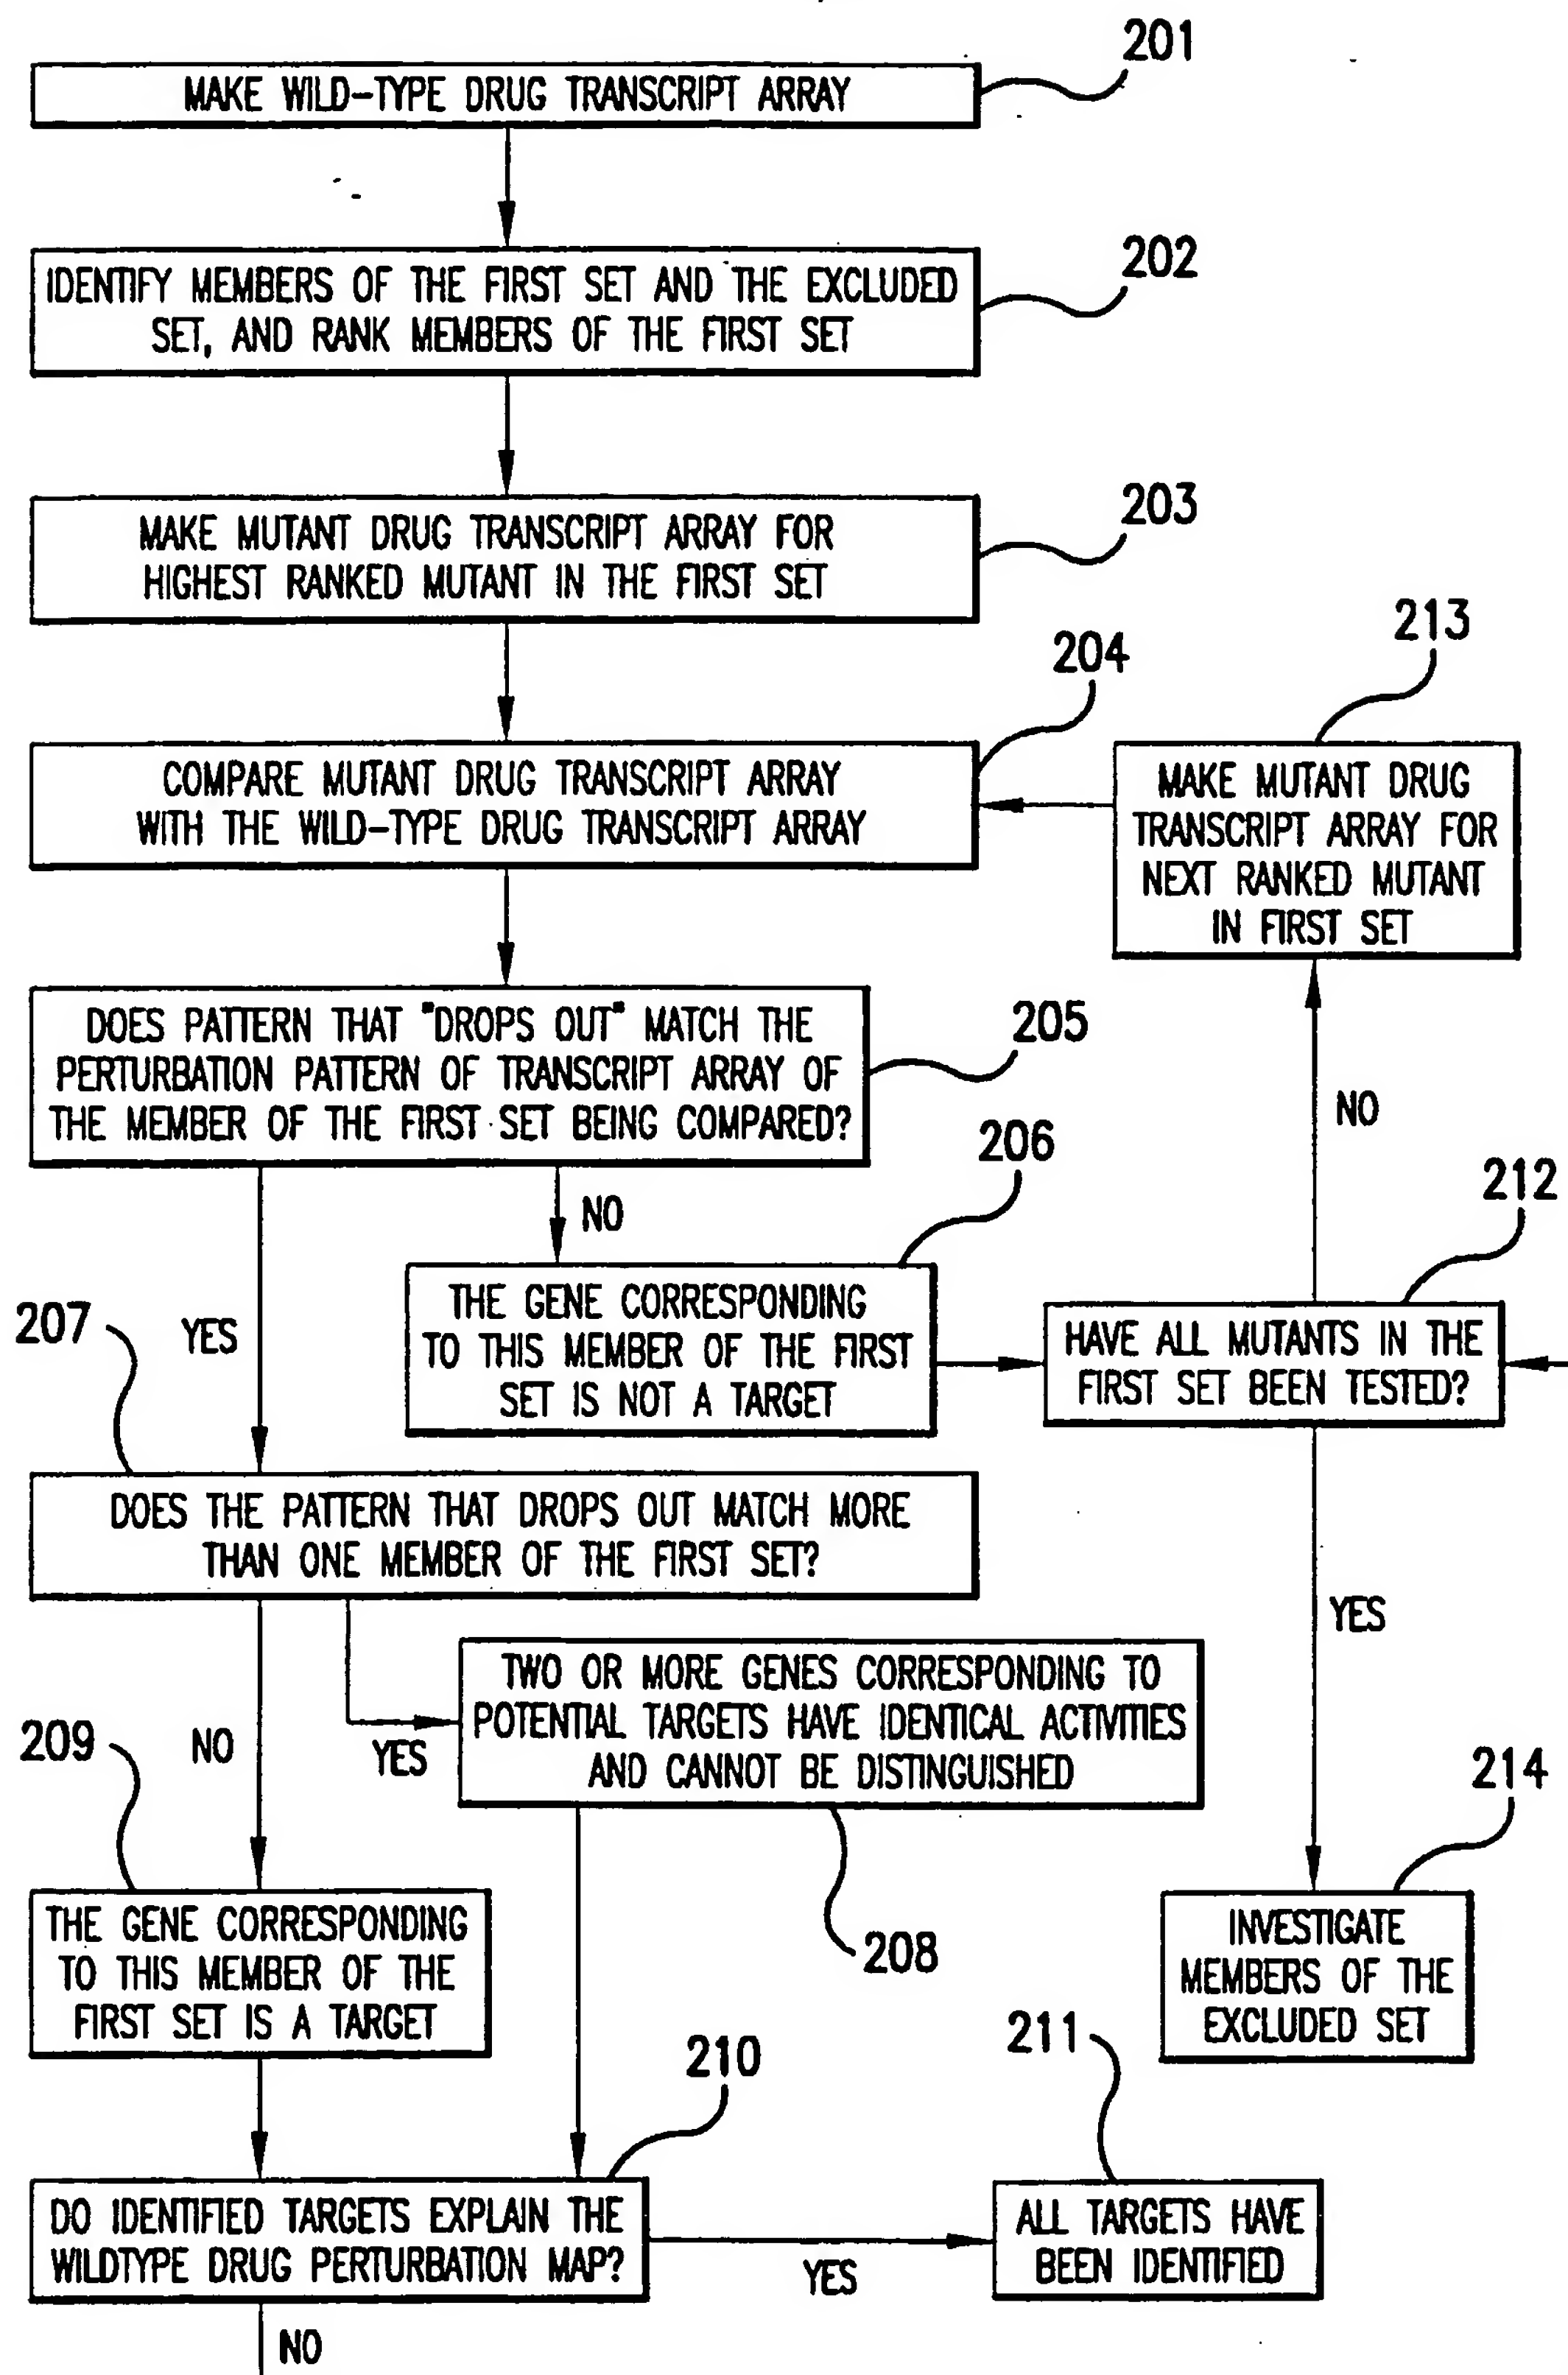 201
MAKE WILD-TYPE DRUG TRANSCRIPT ARRAY
202
IDENTIFY MEMBERS OF THE FIRST SET AND THE EXCLUDED
SET, AND RANK MEMBERS OF THE FIRST SET
203
MAKE MUTANT DRUG TRANSCRIPT ARRAY FOR
HIGHEST RANKED MUTANT IN THE FIRST SET
204
213
COMPARE MUTANT DRUG TRANSCRIPT ARRAY
WITH THE WILD-TYPE DRUG TRANSCRIPT ARRAY
MAKE MUTANT DRUG
TRANSCRIPT ARRAY FOR
NEXT RANKED MUTANT
IN FIRST SET
205
DOES PATTERN THAT "DROPS OUT" MATCH THE
PERTURBATION PATTERN OF TRANSCRIPT ARRAY OF
THE MEMBER OF THE FIRST SET BEING COMPARED?
NO
206
NO
212
THE GENE CORRESPONDING
TO THIS MEMBER OF THE FIRST
SET IS NOT A TARGET
HAVE ALL MUTANTS IN THE
FIRST SET BEEN TESTED?
207
YES
DOES THE PATTERN THAT DROPS OUT MATCH MORE
THAN ONE MEMBER OF THE FIRST SET?
YES
TWO OR MORE GENES CORRESPONDING TO
POTENTIAL TARGETS HAVE IDENTICAL ACTIVITIES
AND CANNOT BE DISTINGUISHED
209
NO
YES
214
208
THE GENE CORRESPONDING
TO THIS MEMBER OF THE
FIRST SET IS A TARGET
INVESTIGATE
MEMBERS OF THE
EXCLUDED SET
210
211
DO IDENTIFIED TARGETS EXPLAIN THE
WILDTYPE DRUG PERTURBATION MAP?
YES
ALL TARGETS HAVE
BEEN IDENTIFIED
NO